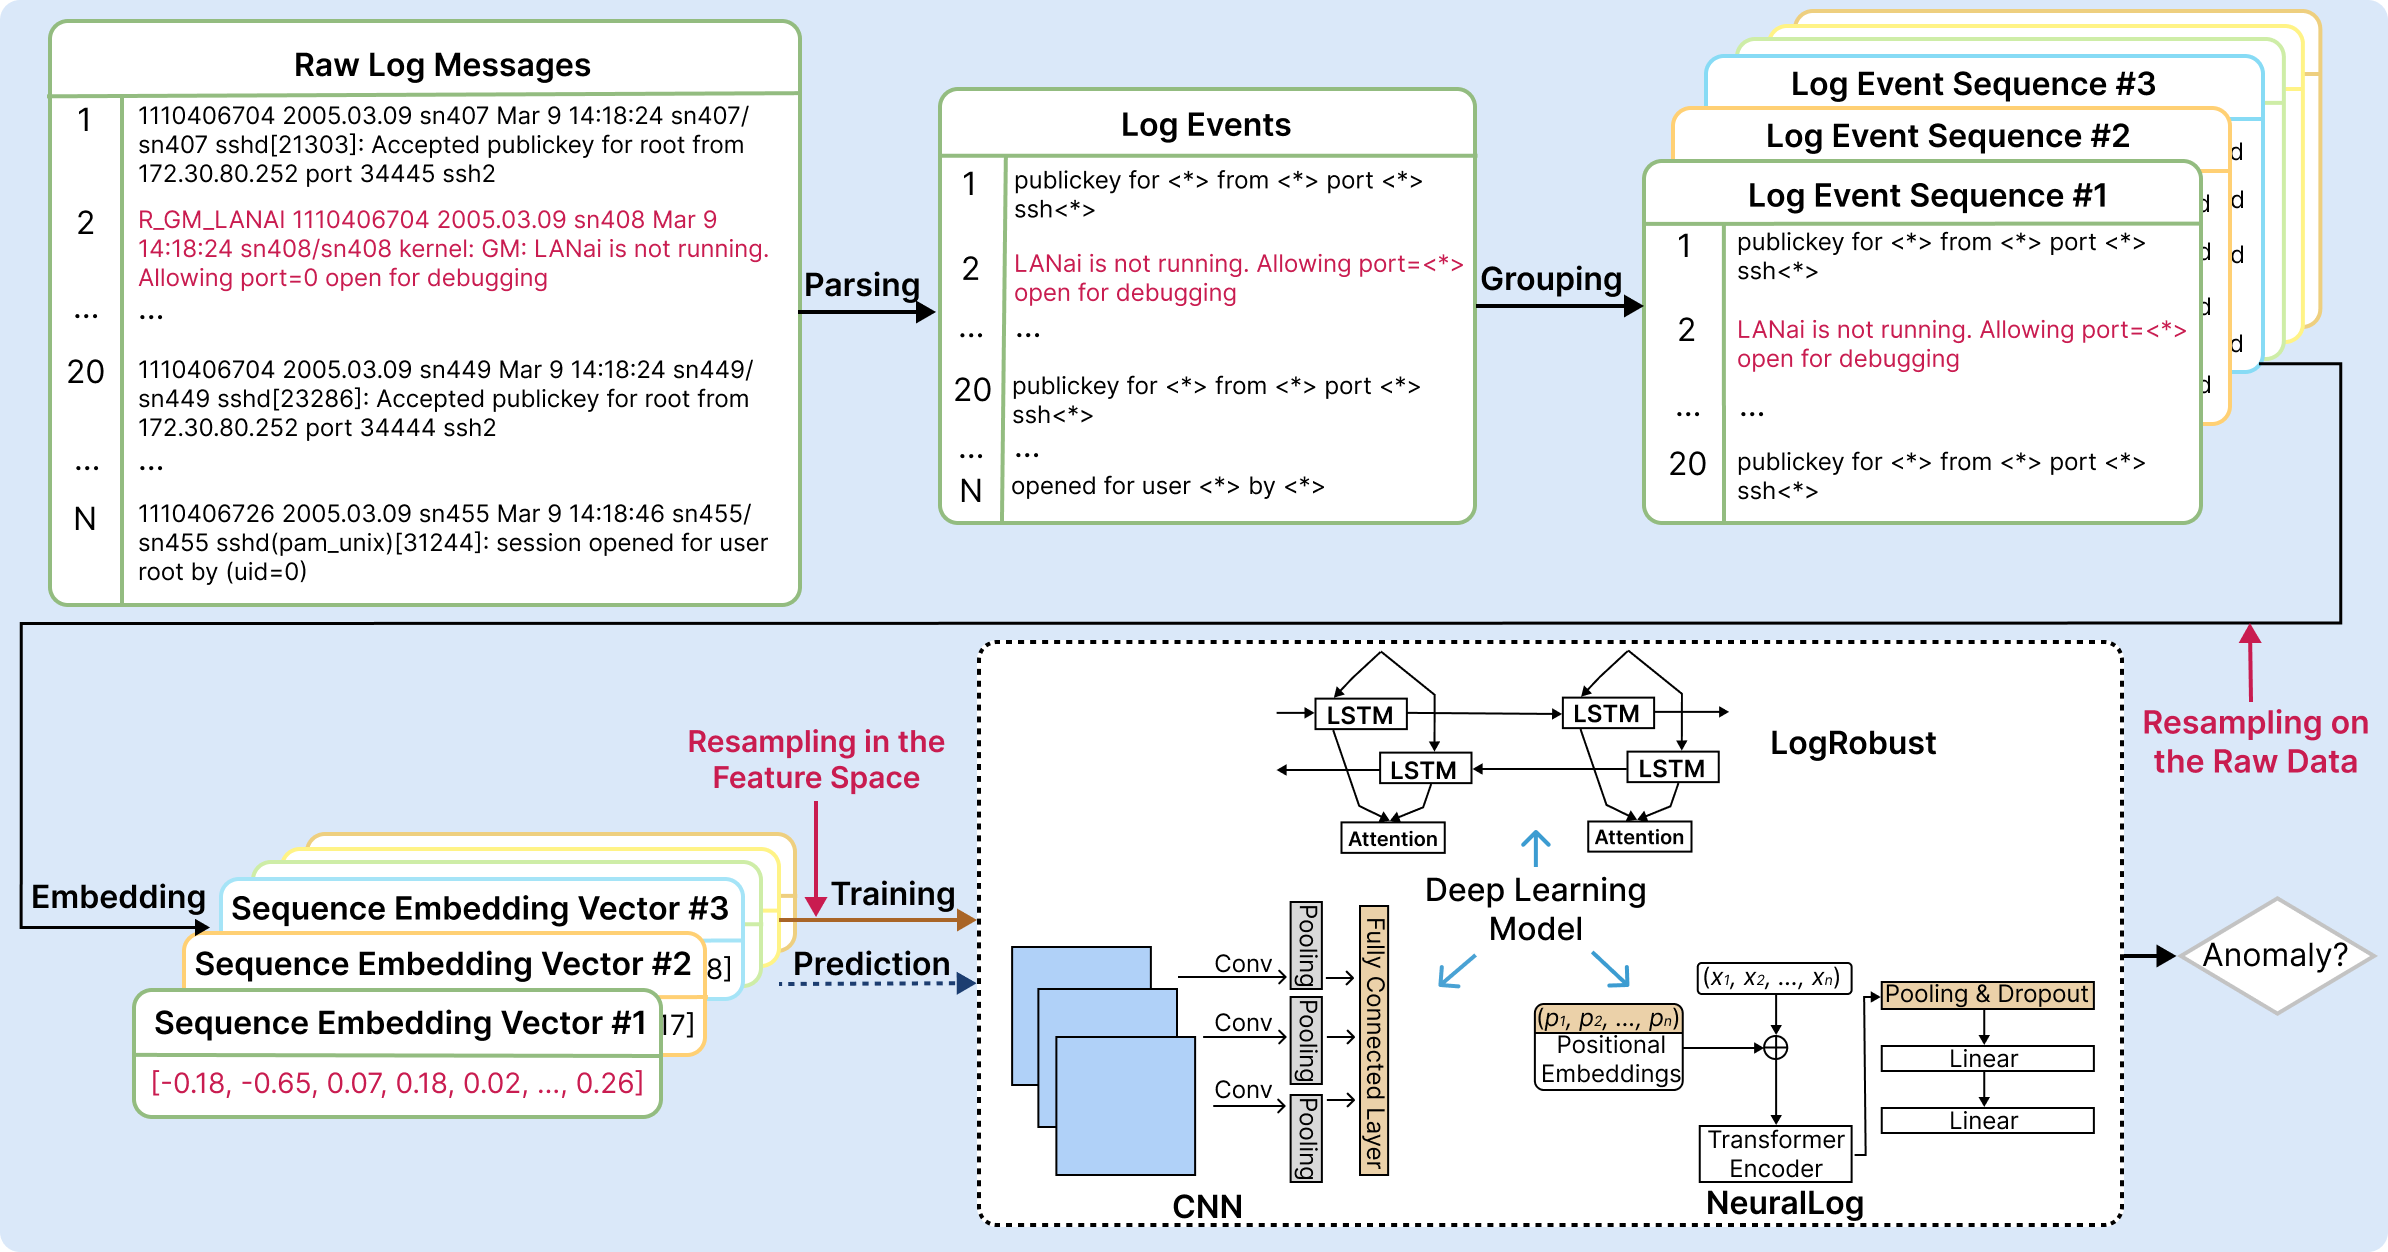 Raw Log Messages
1
1110406704 2005.03.09 sn407 Mar 9 14:18:24 sn407/
sn407 sshd[21303]: Accepted publickey for root from
172.30.80.252 port 34445 ssh2
2
R_GM_LANAI 1110406704 2005.03.09 sn408 Mar 9
14:18:24 sn408/sn408 kernel: GM: LANai is not running.
Allowing port=0 open for debugging
... ...
20
1110406704 2005.03.09 sn449 Mar 9 14:18:24 sn449/
sn449 sshd[23286]: Accepted publickey for root from
172.30.80.252 port 34444 ssh2
... ...
N
1110406726 2005.03.09 sn455 Mar 9 14:18:46 sn455/
sn455 sshd(pam_unix)[31244]: session opened for user
root by (uid=0)
Parsing
Log Events
1
publickey for <*> from <*> port <*>
ssh<*>
2
LANai is not running. Allowing port=<*>
open for debugging
... ...
20
publickey for <*> from <*> port <*>
ssh<*>
... ...
N
opened for user <*> by <*>
Grouping
Log Event Sequence #3
d
d
d
d
Log Event Sequence #2
d
d
d
d
Log Event Sequence #1
1
publickey for <*> from <*> port <*>
ssh<*>
2
LANai is not running. Allowing port=<*>
open for debugging
... ...
20
publickey for <*> from <*> port <*>
ssh<*>
Resampling on
the Raw Data
Embedding
Sequence Embedding Vector #3
8]
Sequence Embedding Vector #2
17]
Sequence Embedding Vector #1
[-0.18, -0.65, 0.07, 0.18, 0.02, ..., 0.26]
Resampling in the
Feature Space
Training
Prediction
LSTM
LSTM
LSTM
LSTM
Attention
Attention
LogRobust
Deep Learning
Model
Conv
Conv
Conv
Pooling
Pooling
Pooling
Fully Connected Layer
CNN
(x1, x2, ..., xn)
(p1, p2, ..., pn)
Positional
Embeddings
Transformer
Encoder
Pooling & Dropout
Linear
Linear
NeuralLog
Anomaly?